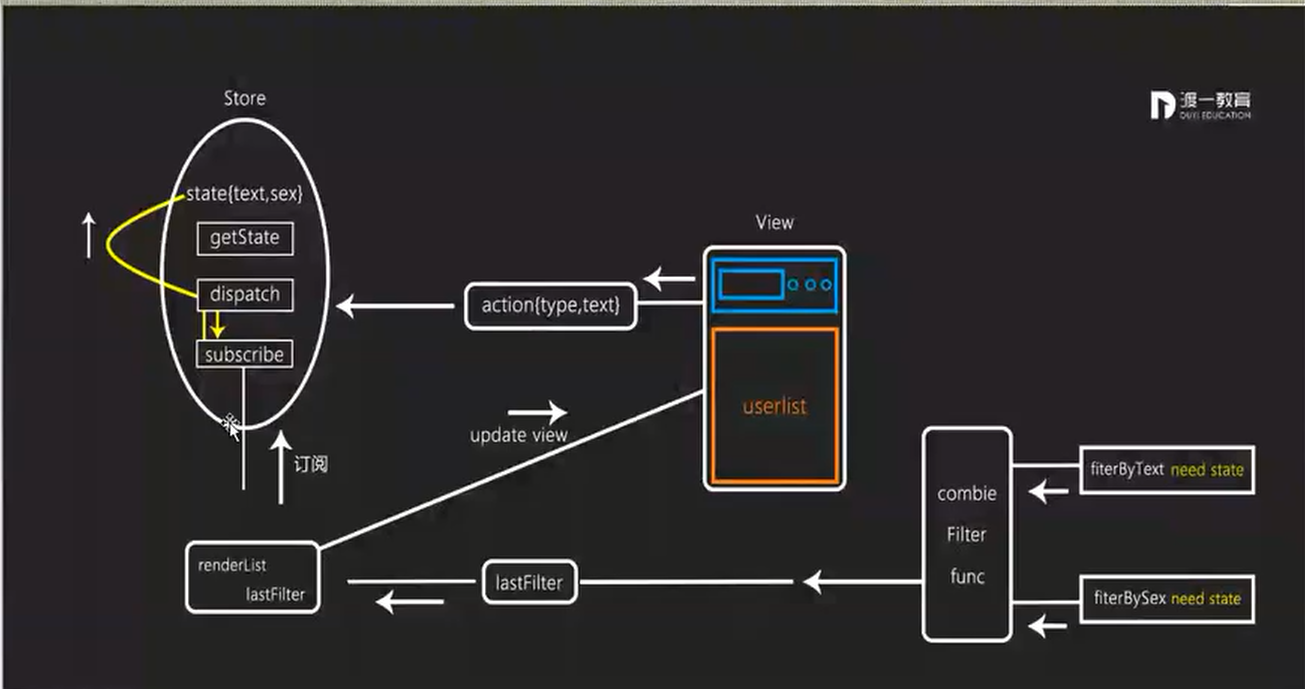 Store
渡一教育
DUYI EDUCATION
state{text,sex}
getState
dispatch
subscribe
订阅
View
action{type,text}
userlist
update view
renderList
lastFilter
lastFilter
combie
Filter
func
fiterByText need state
fiterBySex need state